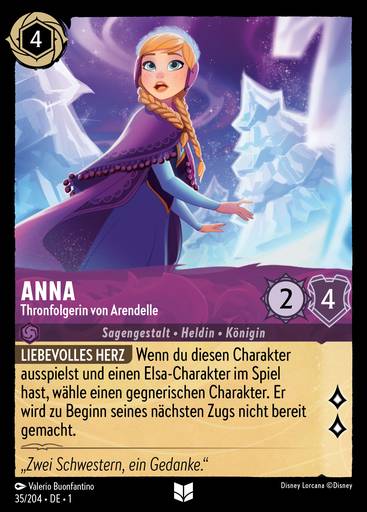 4
ANNA
Thronfolgerin von Arendelle
2
4
Sagengestalt • Heldin • Königin
LIEBEVOLLES HERZ Wenn du diesen Charakter
ausspielst und einen Elsa-Charakter im Spiel
hast, wähle einen gegnerischen Charakter. Er
wird zu Beginn seines nächsten Zugs nicht bereit
gemacht.
„Zwei Schwestern, ein Gedanke.“
Valerio Buonfantino
35/204 • DE • 1
Disney Lorcana ©Disney